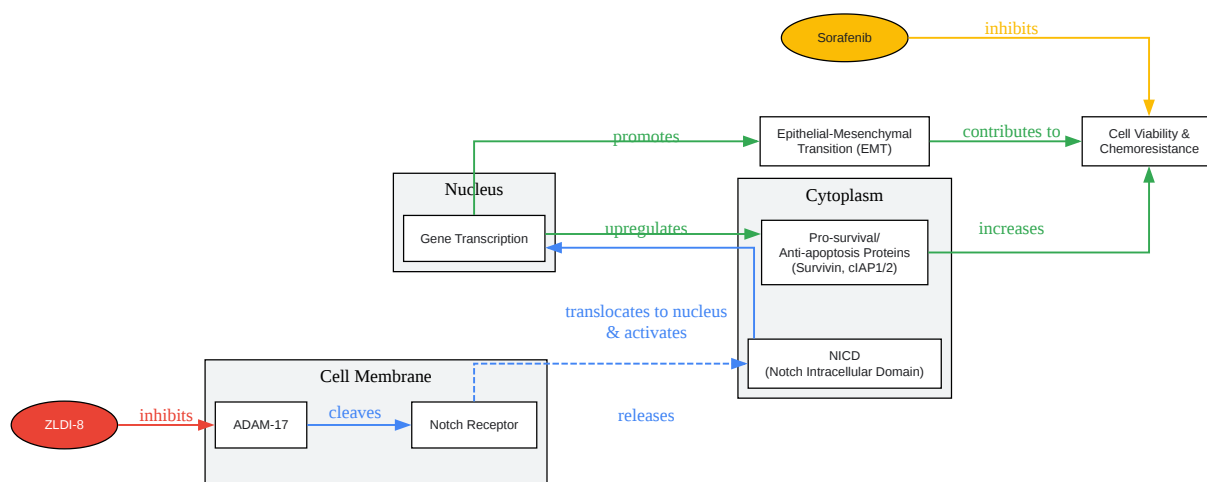 Sorafenib
inhibits
promotes
Epithelial-Mesenchymal
Transition (EMT)
contributes to
Cell Viability &
Chemoresistance
Nucleus
Gene Transcription
upregulates
Cytoplasm
Pro-survival/
Anti-apoptosis Proteins
(Survivin, cIAP1/2)
increases
translocates to nucleus
& activates
NICD
(Notch Intracellular Domain)
Cell Membrane
ZLDI-8
inhibits
ADAM-17
cleaves
Notch Receptor
releases